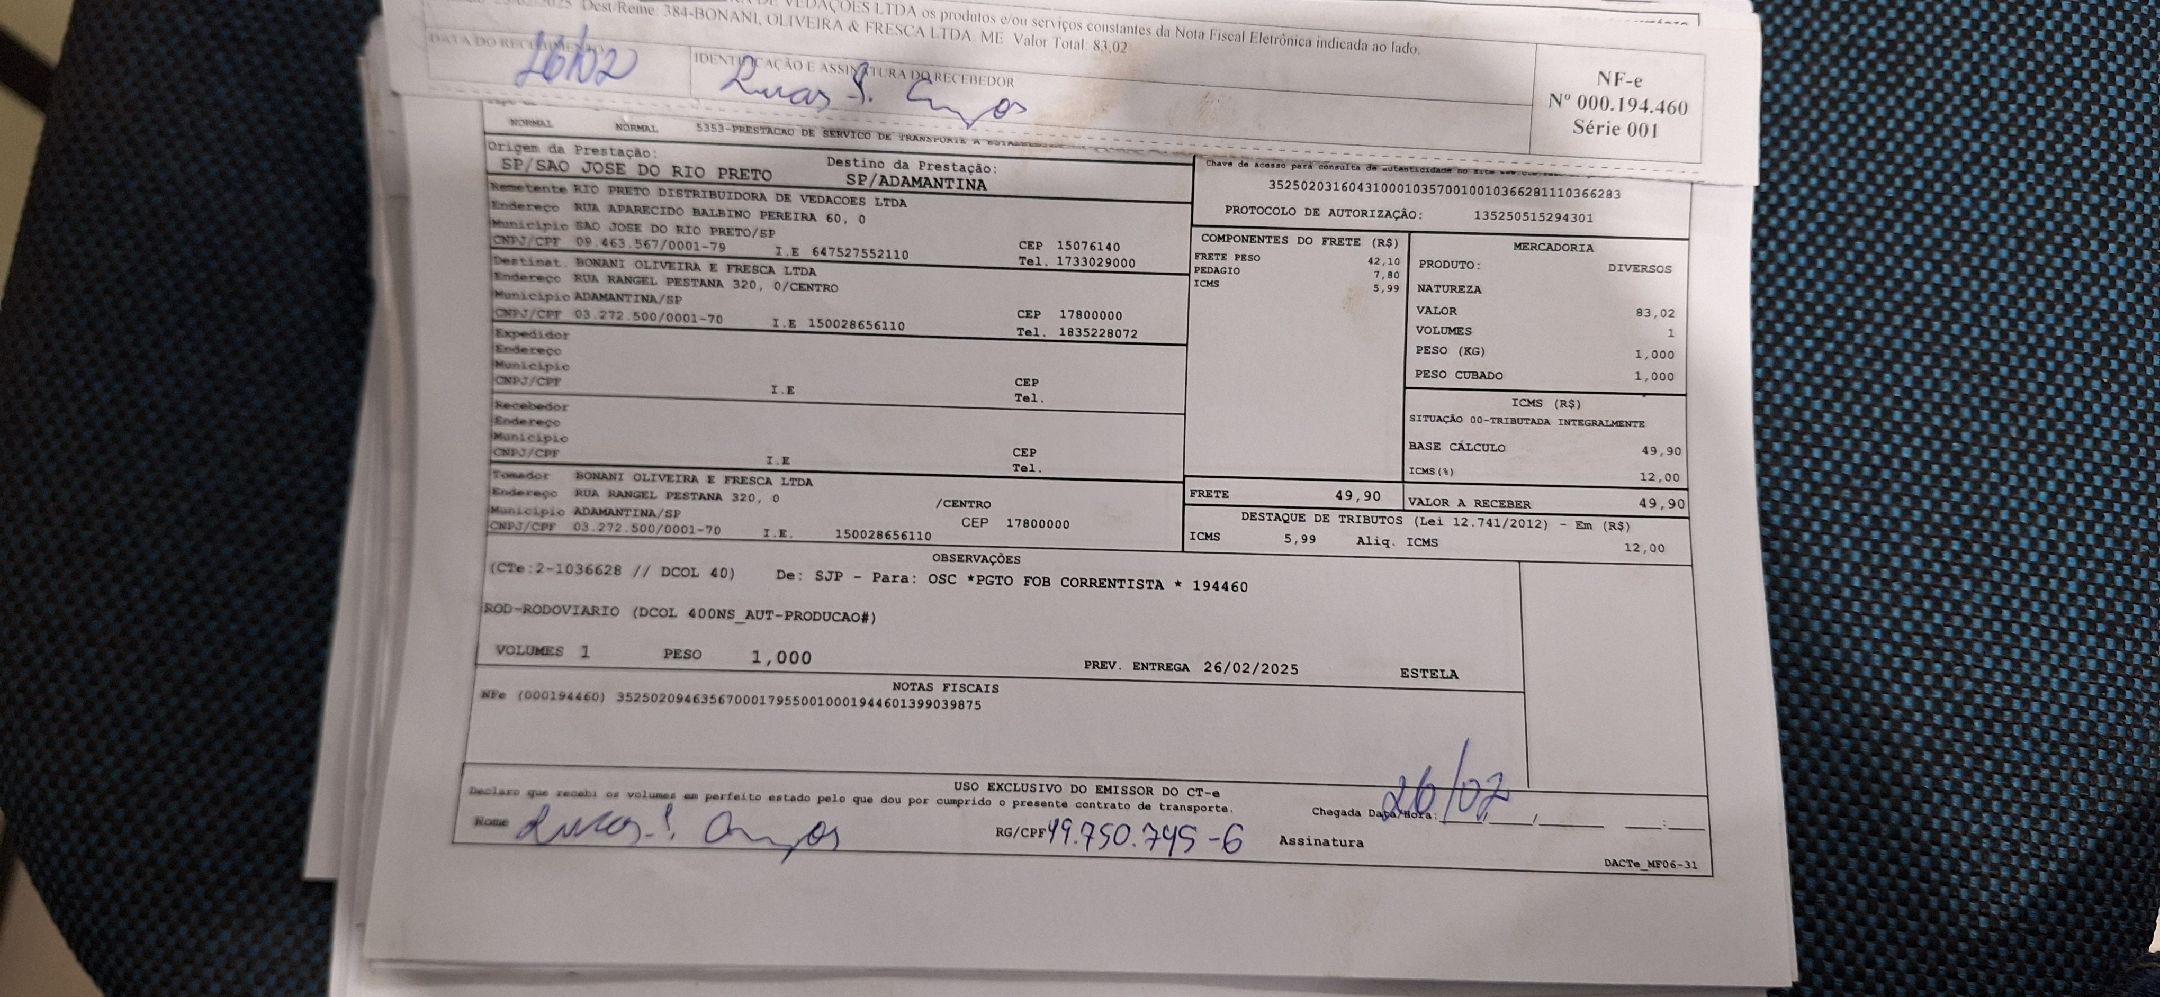 DE VEDAÇÕES LTDA os produtos e/ou serviços constantes da Nota Fiscal Eletrônica indicada ao lado.
Dest/Reme: 384-BONANI, OLIVEIRA & FRESCA LTDA. ME Valor Total: 83,02
DATA DO RECEBIMENTO
26/02
IDENTIFICAÇÃO E ASSINATURA DO RECEBEDOR
Lucas S.
NF-e
Nº 000.194.460
Série 001
NORMAL NORMAL 5353-PRESTACAO DE SERVICO DE TRANSPORTE A
Origem da Prestação:
SP/SAO JOSE DO RIO PRETO
Destino da Prestação:
SP/ADAMANTINA
Chave de acesso para consulta de autenticidade no site
35250203160431000103570010010366281110366283
PROTOCOLO DE AUTORIZAÇÃO: 135250515294301
Remetente RIO PRETO DISTRIBUIDORA DE VEDACOES LTDA
Endereço RUA APARECIDO BALBINO PEREIRA 60, 0
Município SAO JOSE DO RIO PRETO/SP
CEP 15076140
CNPJ/CPF 09.463.567/0001-79 I.E 647527552110 Tel. 1733029000
Destinat. BONANI OLIVEIRA E FRESCA LTDA
Endereço RUA RANGEL PESTANA 320, 0/CENTRO
Município ADAMANTINA/SP
CEP 17800000
CNPJ/CPF 03.272.500/0001-70 I.E 150028656110 Tel. 1835228072
Expedidor
Endereço
Município
CEP
CNPJ/CPF I.E Tel.
Recebedor
Endereço
Município
CEP
CNPJ/CPF I.E Tel.
Tomador BONANI OLIVEIRA E FRESCA LTDA
Endereço RUA RANGEL PESTANA 320, 0 /CENTRO
Município ADAMANTINA/SP CEP 17800000
CNPJ/CPF 03.272.500/0001-70 I.E. 150028656110
COMPONENTES DO FRETE (R$)
FRETE PESO 42,10
PEDAGIO 7,80
ICMS 5,99
MERCADORIA
PRODUTO: DIVERSOS
NATUREZA
VALOR 83,02
VOLUMES 1
PESO (KG) 1,000
PESO CUBADO 1,000
ICMS (R$)
SITUAÇÃO 00-TRIBUTADA INTEGRALMENTE
BASE CÁLCULO 49,90
ICMS(%) 12,00
FRETE 49,90
VALOR A RECEBER 49,90
DESTAQUE DE TRIBUTOS (Lei 12.741/2012) - Em (R$)
ICMS 5,99 Aliq. ICMS 12,00
OBSERVAÇÕES
(CTe:2-1036628 // DCOL 40) De: SJP - Para: OSC *PGTO FOB CORRENTISTA * 194460
ROD-RODOVIARIO (DCOL 400NS_AUT-PRODUCAO#)
VOLUMES 1 PESO 1,000 PREV. ENTREGA 26/02/2025 ESTELA
NOTAS FISCAIS
NFe (000194460) 35250209463567000179550010001944601399039875
USO EXCLUSIVO DO EMISSOR DO CT-e
Declaro que recebi os volumes em perfeito estado pelo que dou por cumprido o presente contrato de transporte.
Chegada Data/Hora: 26/02
Nome Lucas S.
RG/CPF 49.750.745-6
Assinatura
DACTe_MF06-31